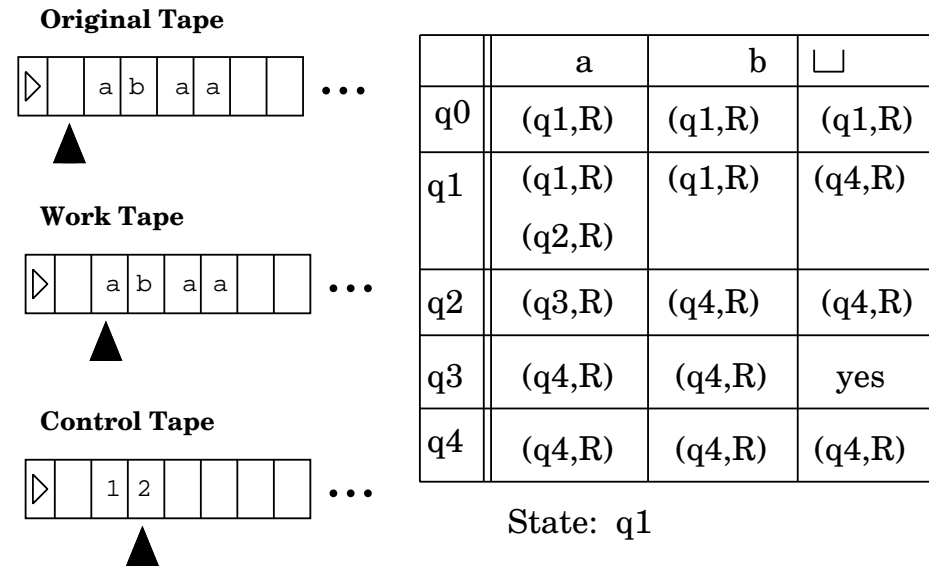 Original Tape
▷ a b a a ...
Work Tape
▷ a b a a ...
Control Tape
▷ 1 2 ...
a b ⊔
q0 (q1,R) (q1,R) (q1,R)
q1 (q1,R) (q1,R) (q4,R)
(q2,R)
q2 (q3,R) (q4,R) (q4,R)
q3 (q4,R) (q4,R) yes
q4 (q4,R) (q4,R) (q4,R)
State: q1